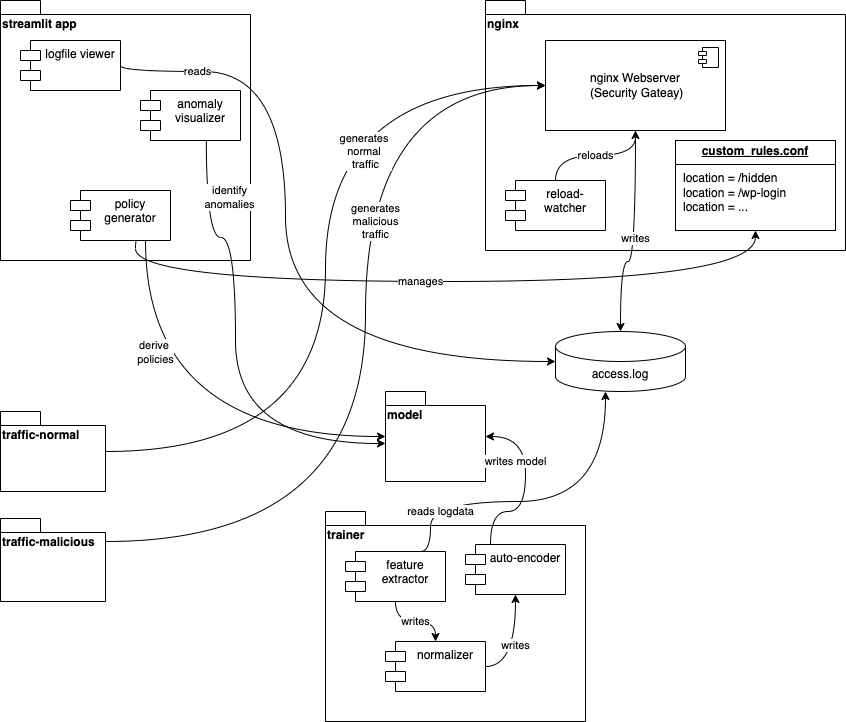 streamlit app
logfile viewer
reads
anomaly
visualizer
identify
anomalies
policy
generator
nginx
nginx Webserver
(Security Gateay)
custom_rules.conf
location = /hidden
location = /wp-login
location = ...
reloads
reload-
watcher
generates
normal
traffic
generates
malicious
traffic
writes
manages
derive
policies
access.log
traffic-normal
model
writes model
traffic-malicious
reads logdata
trainer
feature
extractor
auto-encoder
writes
normalizer
writes